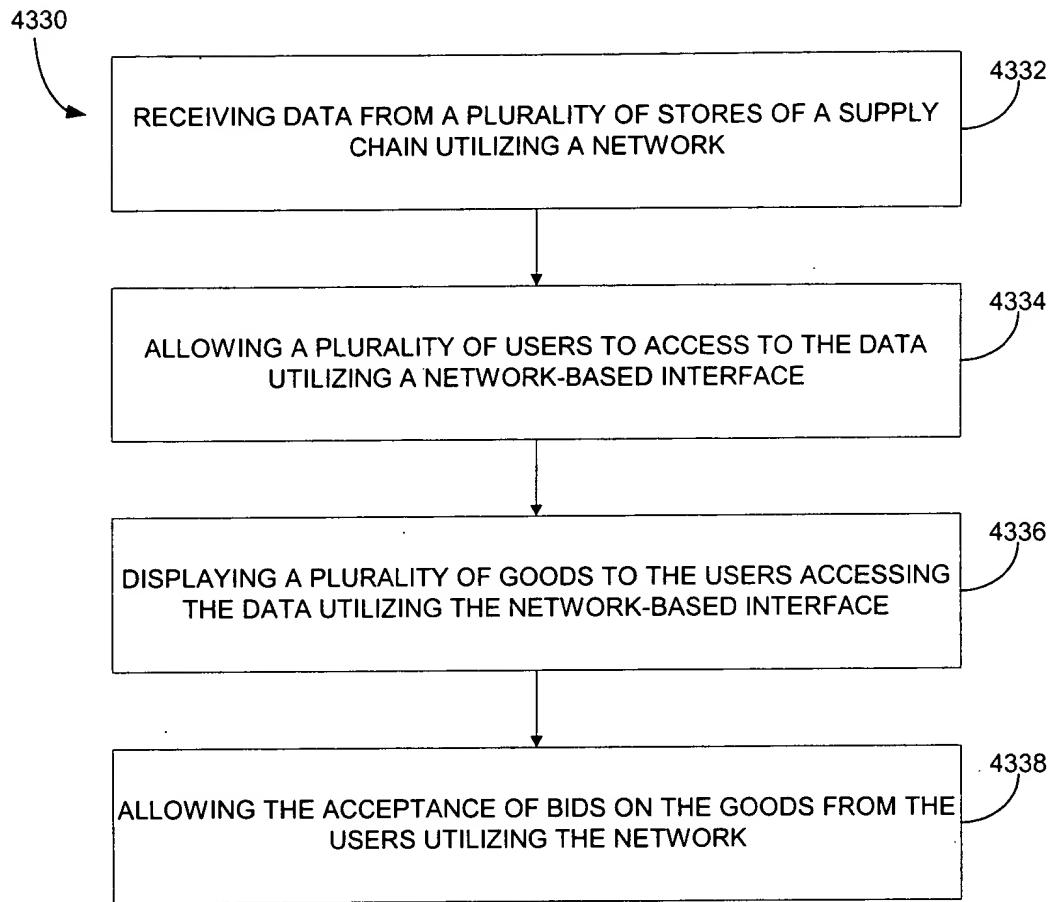 4330
4332
RECEIVING DATA FROM A PLURALITY OF STORES OF A SUPPLY
CHAIN UTILIZING A NETWORK
4334
ALLOWING A PLURALITY OF USERS TO ACCESS TO THE DATA
UTILIZING A NETWORK-BASED INTERFACE
4336
DISPLAYING A PLURALITY OF GOODS TO THE USERS ACCESSING
THE DATA UTILIZING THE NETWORK-BASED INTERFACE
4338
ALLOWING THE ACCEPTANCE OF BIDS ON THE GOODS FROM THE
USERS UTILIZING THE NETWORK